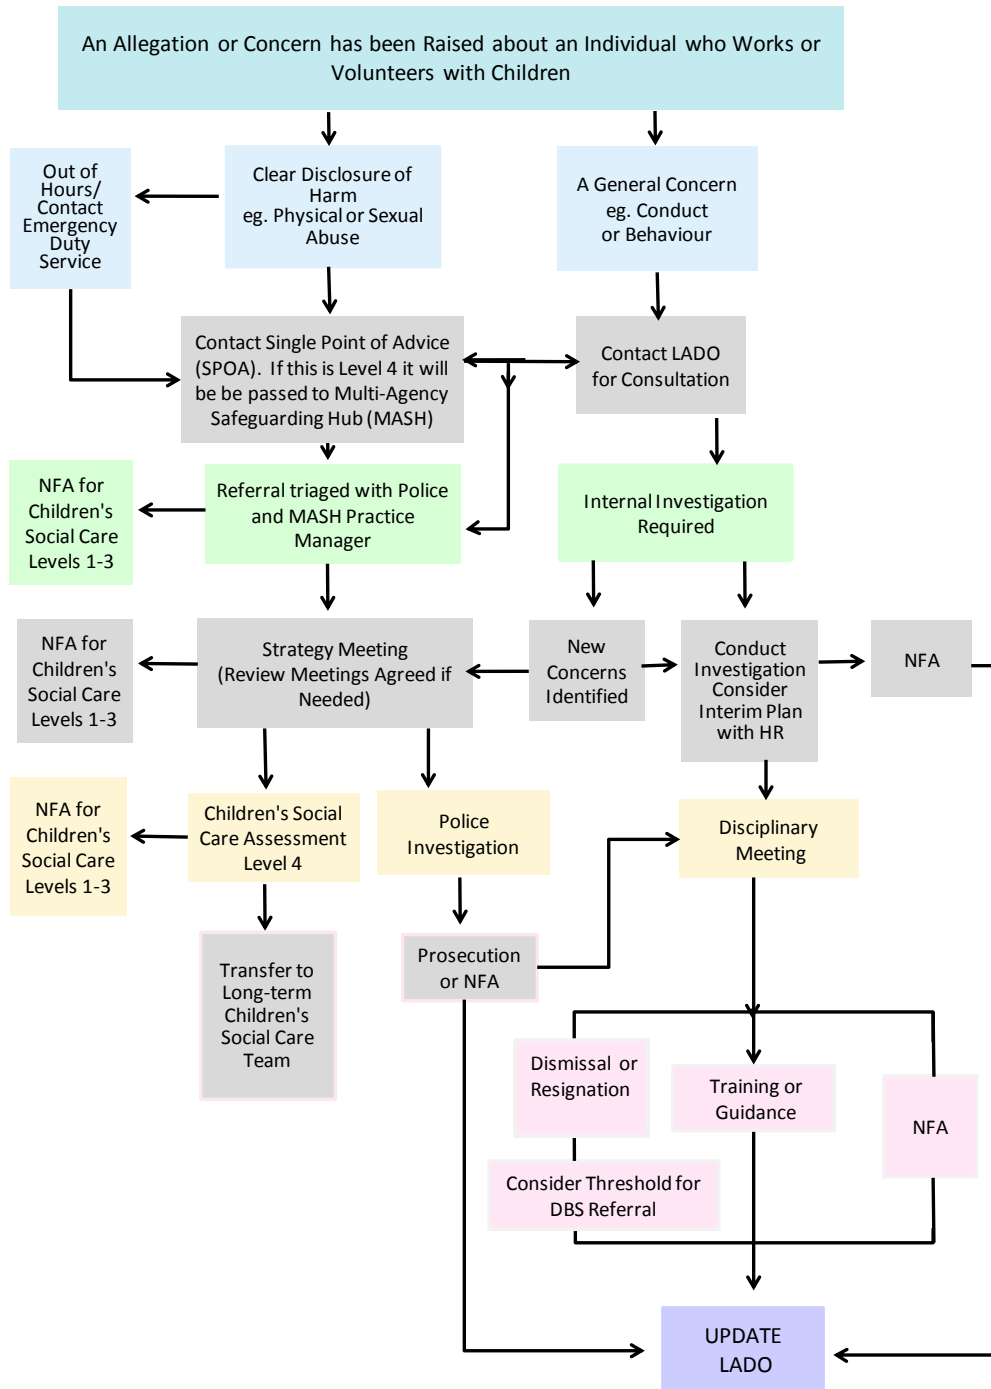 An Allegation or Concern has been Raised about an Individual who Works or
Volunteers with Children
Out of
Hours/
Contact
Emergency
Duty
Service
Clear Disclosure of
Harm
eg. Physical or Sexual
Abuse
A General Concern
eg. Conduct
or Behaviour
Contact Single Point of Advice
(SPOA).  If this is Level 4 it will
be be passed to Multi-Agency
Safeguarding Hub (MASH)
Contact LADO
for Consultation
NFA for
Children's
Social Care
Levels 1-3
Referral triaged with Police
and MASH Practice
Manager
Internal Investigation
Required
NFA for
Children's
Social Care
Levels 1-3
Strategy Meeting
(Review Meetings Agreed if
Needed)
New
Concerns
Identified
Conduct
Investigation
Consider
Interim Plan
with HR
NFA
NFA for
Children's
Social Care
Levels 1-3
Children's Social
Care Assessment
Level 4
Police
Investigation
Disciplinary
Meeting
Transfer to
Long-term
Children's
Social Care
Team
Prosecution
or NFA
Dismissal or
Resignation
Training or
Guidance
NFA
Consider Threshold for
DBS Referral
UPDATE
LADO